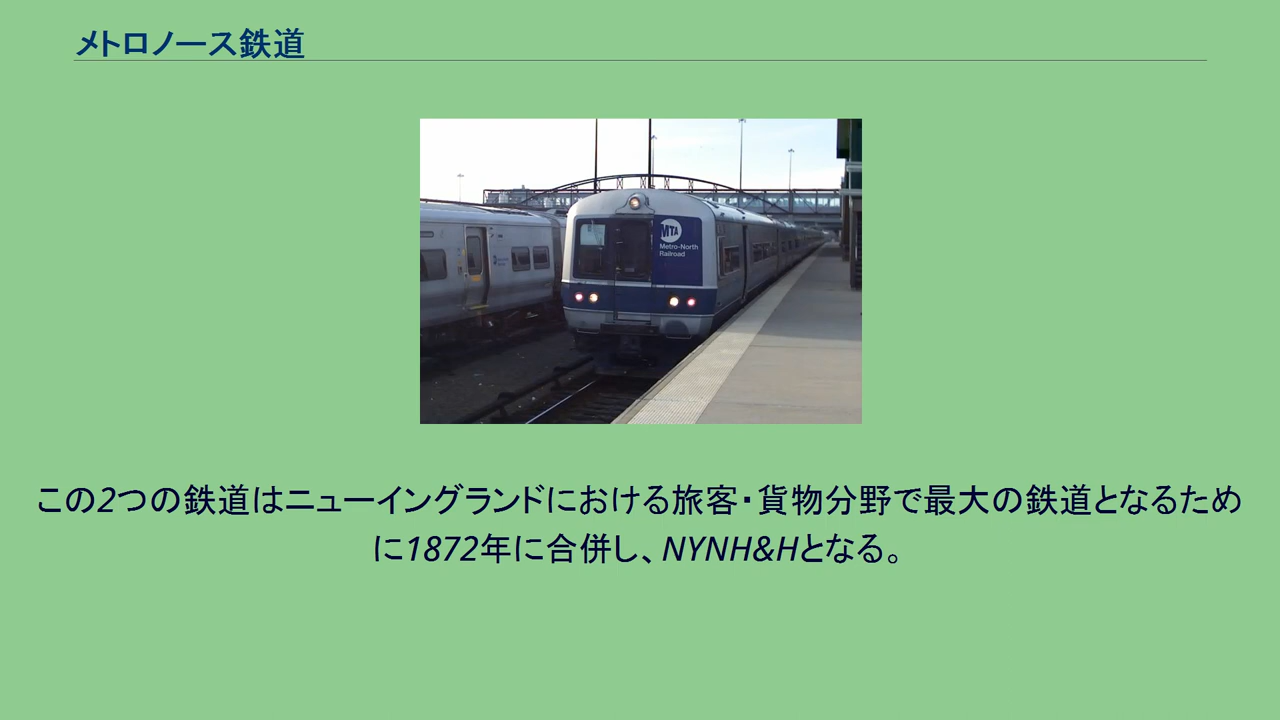 メトロノース鉄道
MTA
Metro-North
Railroad
この2つの鉄道はニューイングランドにおける旅客・貨物分野で最大の鉄道となるため
に1872年に合併し、NYNH&Hとなる。